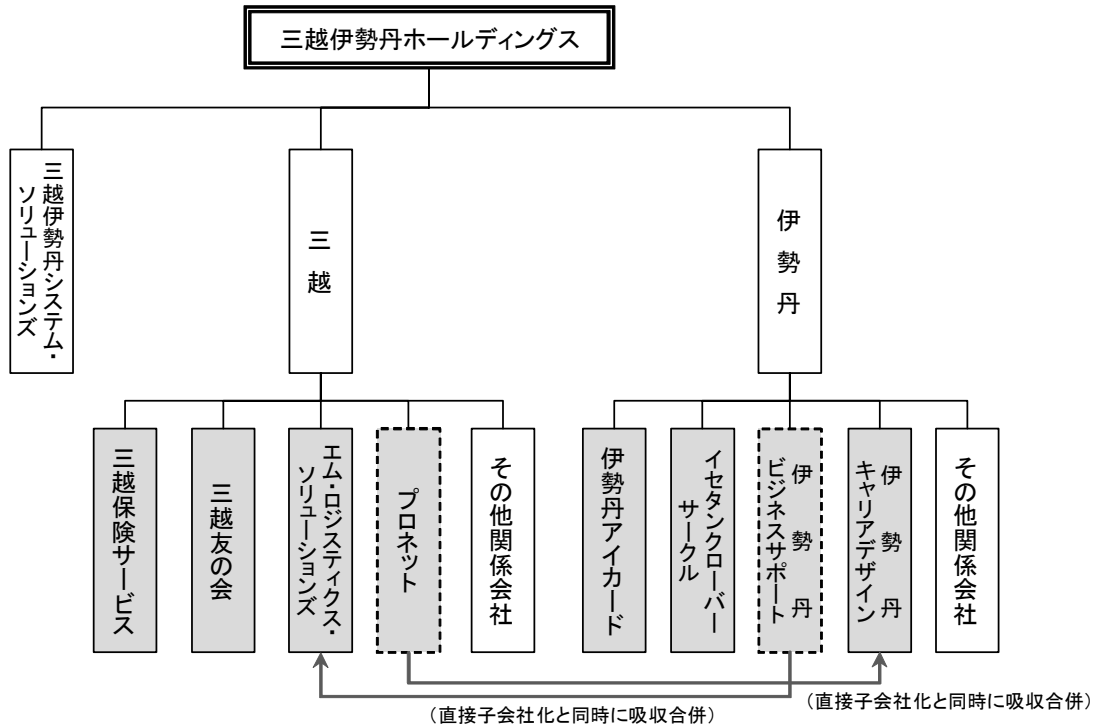 三越伊勢丹ホールディングス
三越伊勢丹システム・
ソリューションズ
三越
伊勢丹
三越保険サービス
三越友の会
エム・ロジスティクス・
ソリューションズ
プロネット
その他関係会社
伊勢丹アイカード
イセタンクローバー
サークル
伊勢丹
ビジネスサポート
伊勢丹
キャリアデザイン
その他関係会社
(直接子会社化と同時に吸収合併)
(直接子会社化と同時に吸収合併)